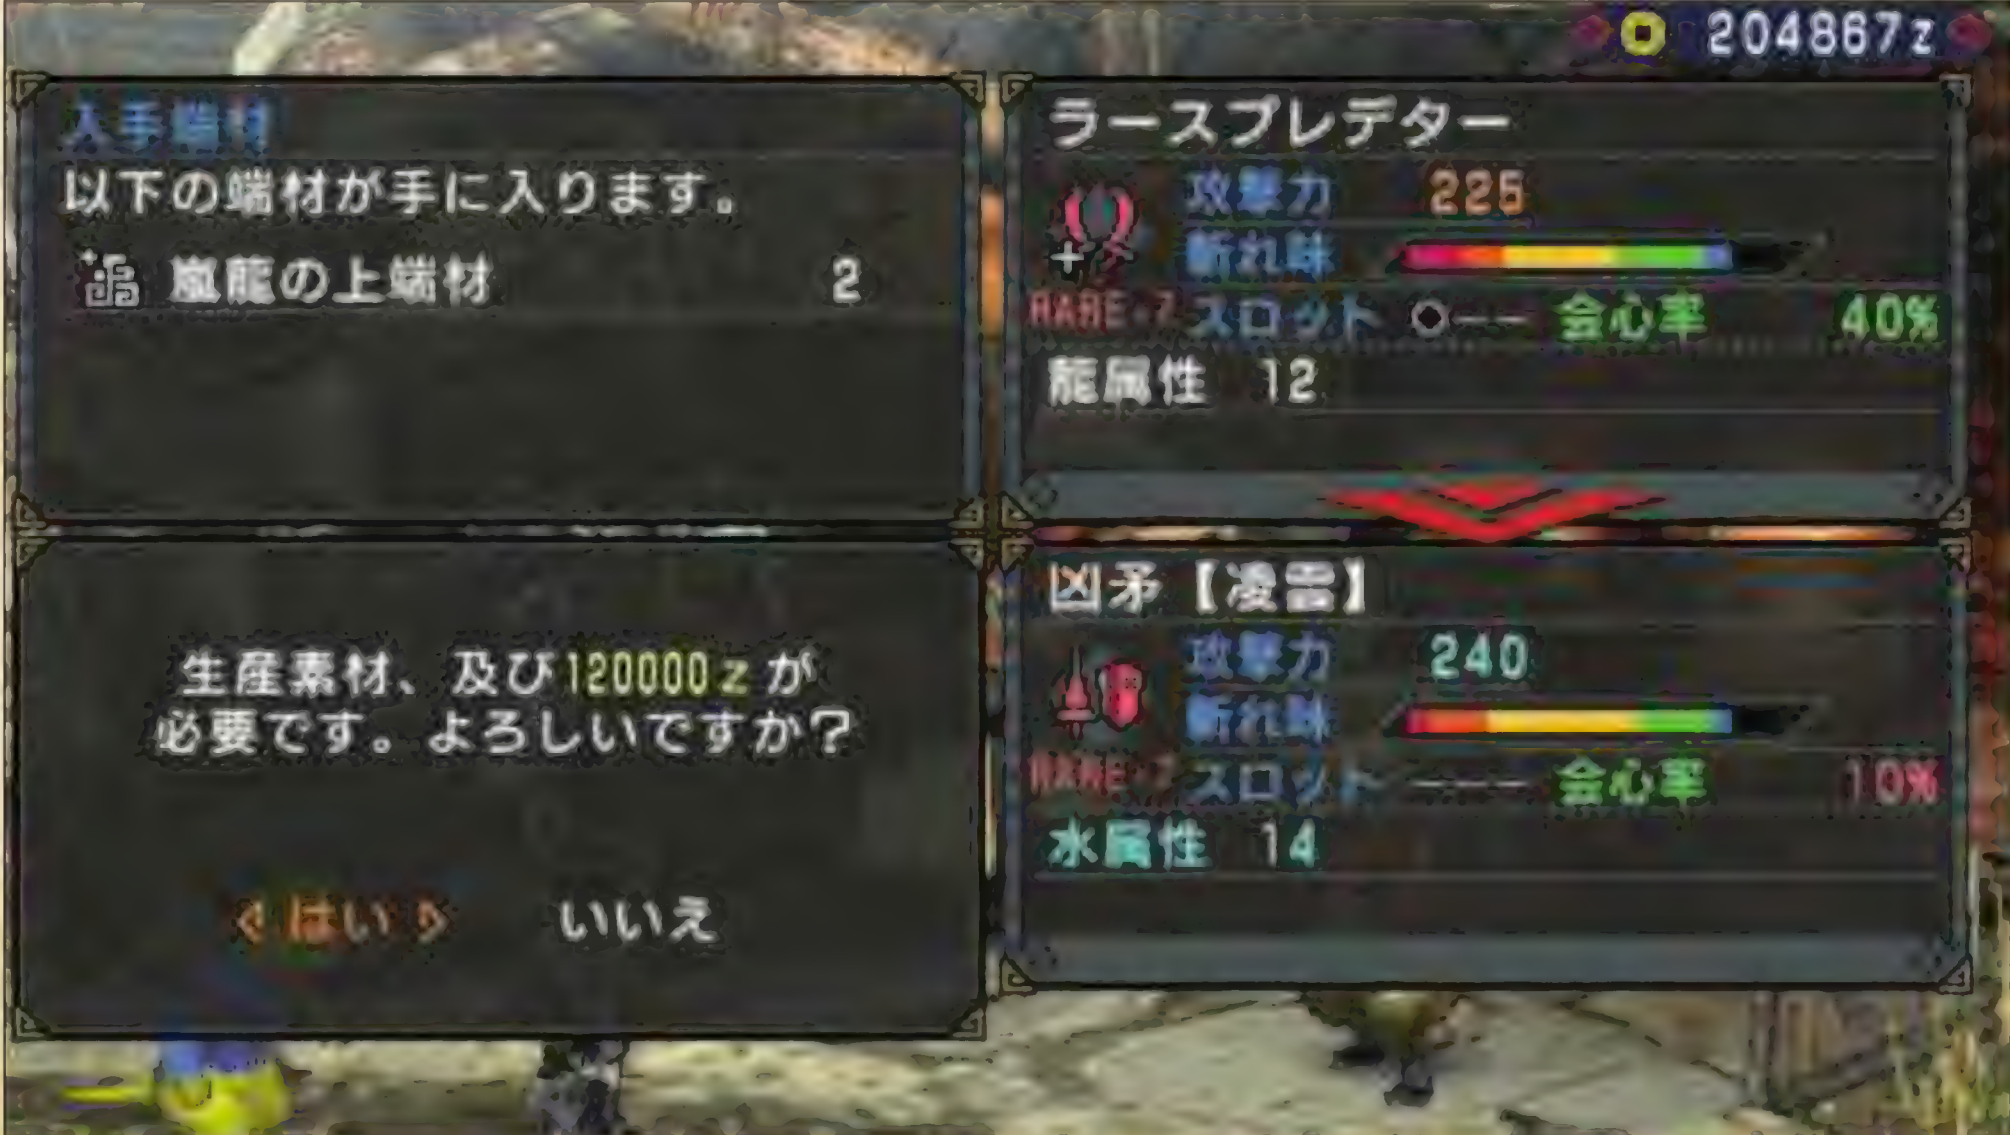 204867z
入手端材
以下の端材が手に入ります。
嵐龍の上端材 2
生産素材、及び120000zが
必要です。よろしいですか?
はい いいえ
ラースプレデター
攻撃力 225
斬れ味
RARE-7 スロット ○-- 会心率 40%
龍属性 12
凶矛【凌雲】
攻撃力 240
斬れ味
RARE-7 スロット --- 会心率 10%
水属性 14